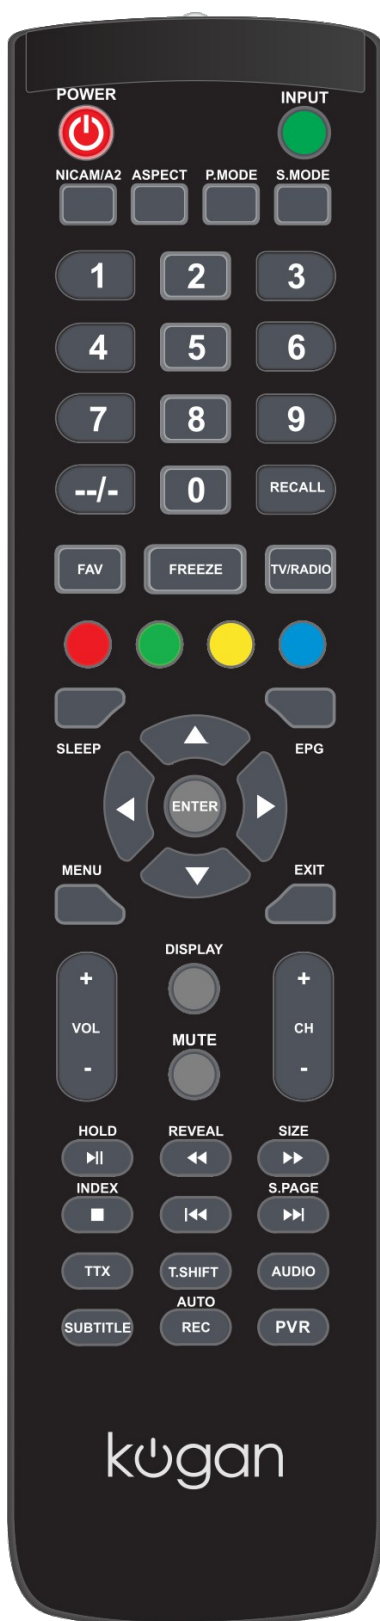 POWER INPUT
NICAM/A2 ASPECT P.MODE S.MODE
1 2 3
4 5 6
7 8 9
--/- 0 RECALL
FAV FREEZE TV/RADIO
SLEEP EPG
ENTER
MENU EXIT
DISPLAY
+ +
VOL CH
MUTE
- -
HOLD REVEAL SIZE
INDEX S.PAGE
TTX T.SHIFT AUDIO
AUTO
SUBTITLE REC PVR
kogan